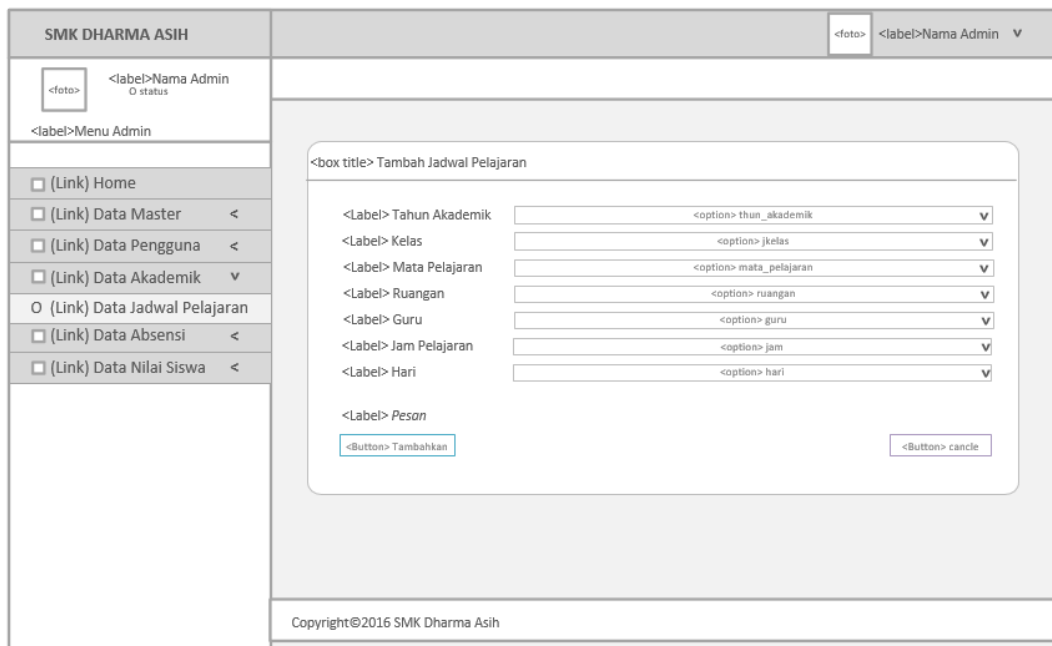 SMK DHARMA ASIH
<foto> <label>Nama Admin v
<foto>
<label>Nama Admin
O status
<label>Menu Admin
(Link) Home
(Link) Data Master <
(Link) Data Pengguna <
(Link) Data Akademik v
O (Link) Data Jadwal Pelajaran
(Link) Data Absensi <
(Link) Data Nilai Siswa <
<box title> Tambah Jadwal Pelajaran
<Label> Tahun Akademik <option> thun_akademik v
<Label> Kelas <option> jkelas v
<Label> Mata Pelajaran <option> mata_pelajaran v
<Label> Ruangan <option> ruangan v
<Label> Guru <option> guru v
<Label> Jam Pelajaran <option> jam v
<Label> Hari <option> hari v
<Label> Pesan
<Button> Tambahkan <Button> cancle
Copyright©2016 SMK Dharma Asih